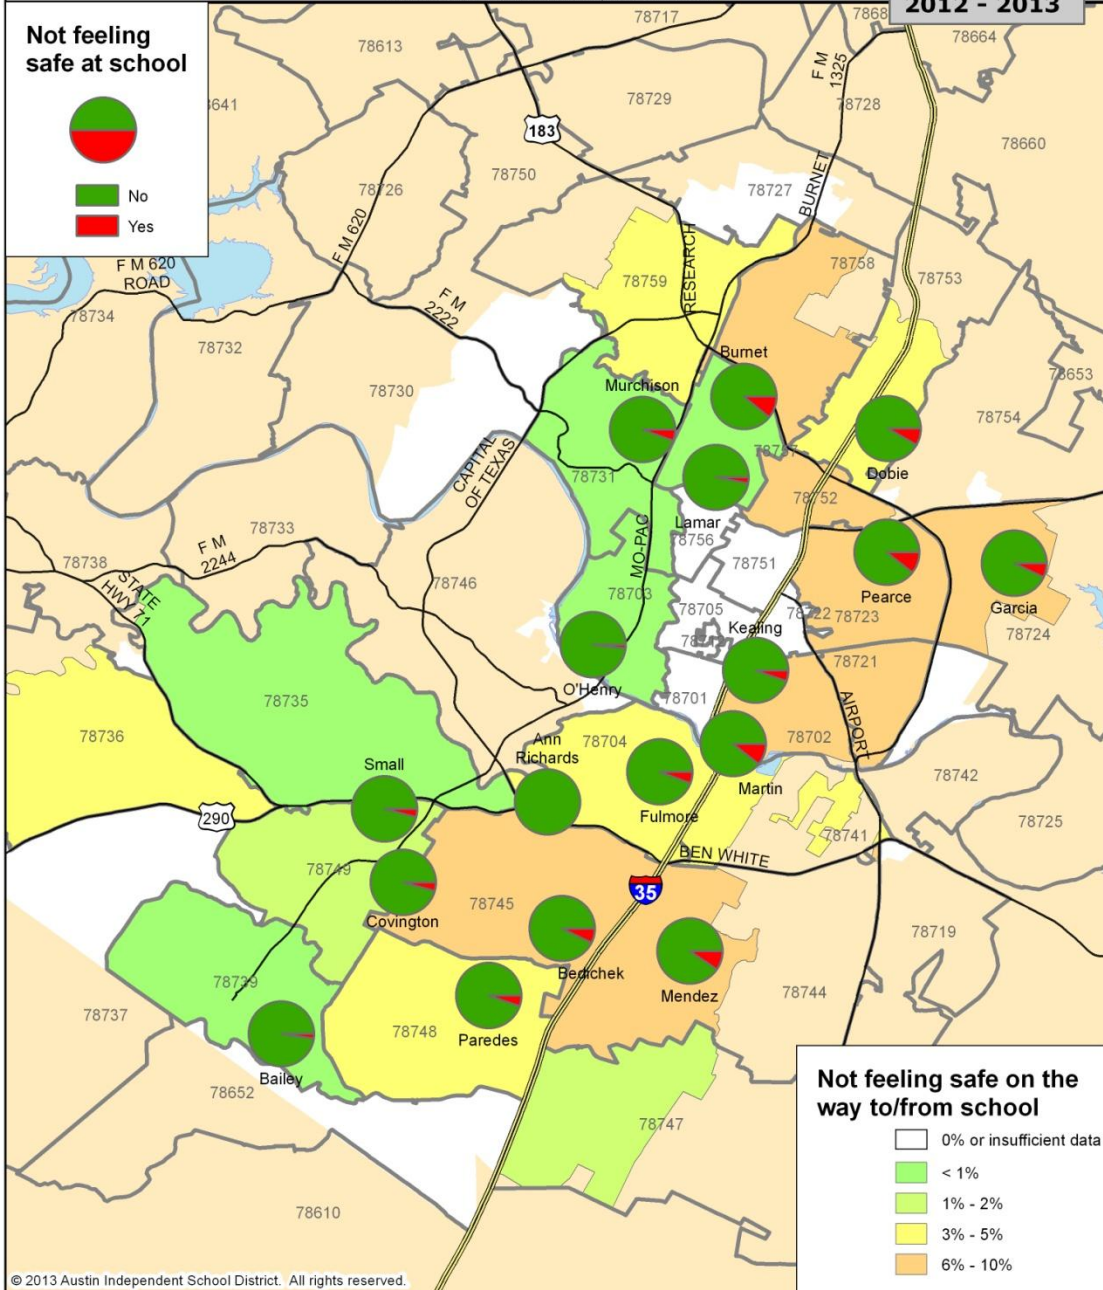 2012 - 2013
Not feeling
safe at school
No
Yes
78717
78613
78664
F M
1325
78729
78728
183
78660
78750
78727
BURNET
78726
F M 620
F M 620
ROAD
78759
RESEARCH
78758
78753
78734
F M
2222
78732
Burnet
78653
Murchison
78730
78754
CAPITAL
OF TEXAS
Dobie
78731
78752
Lamar
78733
F M
2244
MO-PAC
78756
78738
78751
STATE
HWY 71
78746
78703
Pearce
Garcia
78705
78722
78723
Kealing
78724
78721
O'Henry
78701
78735
AIRPORT
78736
Ann
Richards
78704
78702
Small
78742
Martin
Fulmore
290
78741
78725
BEN WHITE
78749
35
78745
Covington
78719
Bedichek
78739
Mendez
78744
78737
78748
Paredes
Bailey
78652
78747
78610
Not feeling safe on the
way to/from school
0% or insufficient data
< 1%
1% - 2%
3% - 5%
6% - 10%
© 2013 Austin Independent School District. All rights reserved.